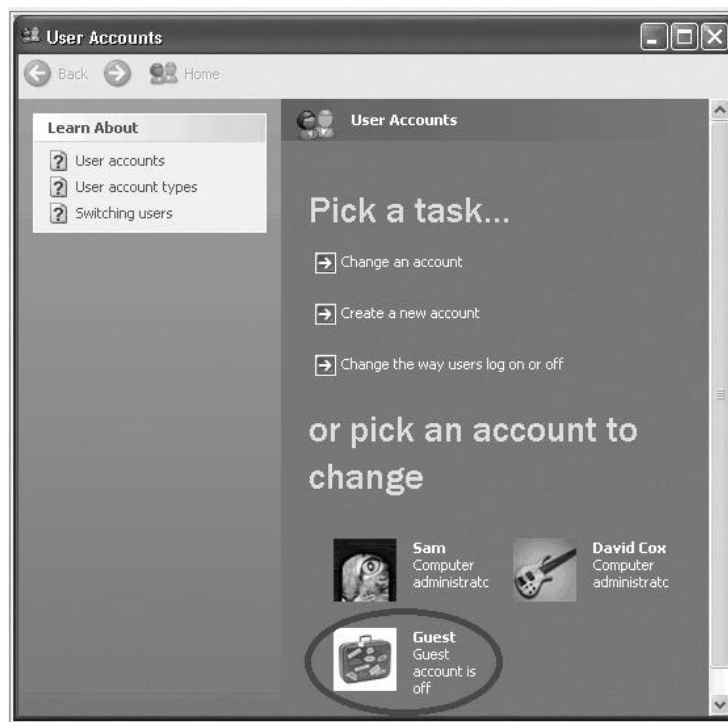 User Accounts
Back Home
Learn About
User accounts
User account types
Switching users
User Accounts
Pick a task...
Change an account
Create a new account
Change the way users log on or off
or pick an account to
change
Sam
Computer
administratc
David Cox
Computer
administratc
Guest
Guest
account is
off